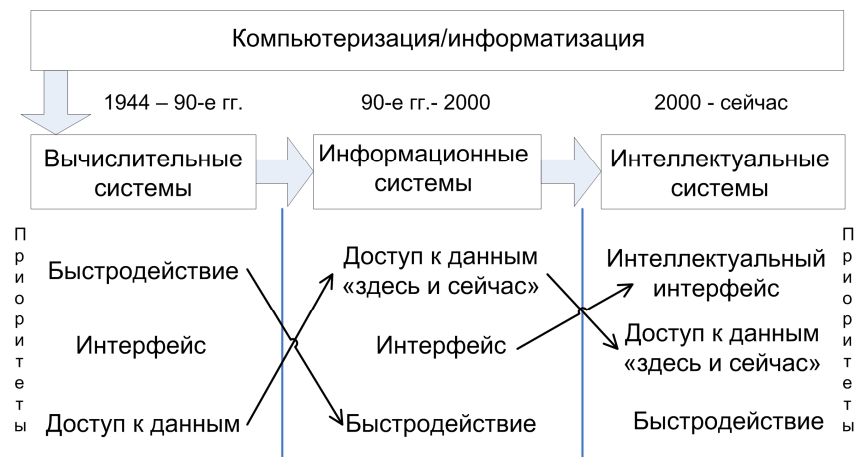 Компьютеризация/информатизация
1944 – 90-е гг.
90-е гг.- 2000
2000 - сейчас
Вычислительные
системы
Информационные
системы
Интеллектуальные
системы
Приоритеты
Быстродействие
Интерфейс
Доступ к данным
Доступ к данным
«здесь и сейчас»
Интерфейс
Быстродействие
Интеллектуальный
интерфейс
Доступ к данным
«здесь и сейчас»
Быстродействие
Приоритеты